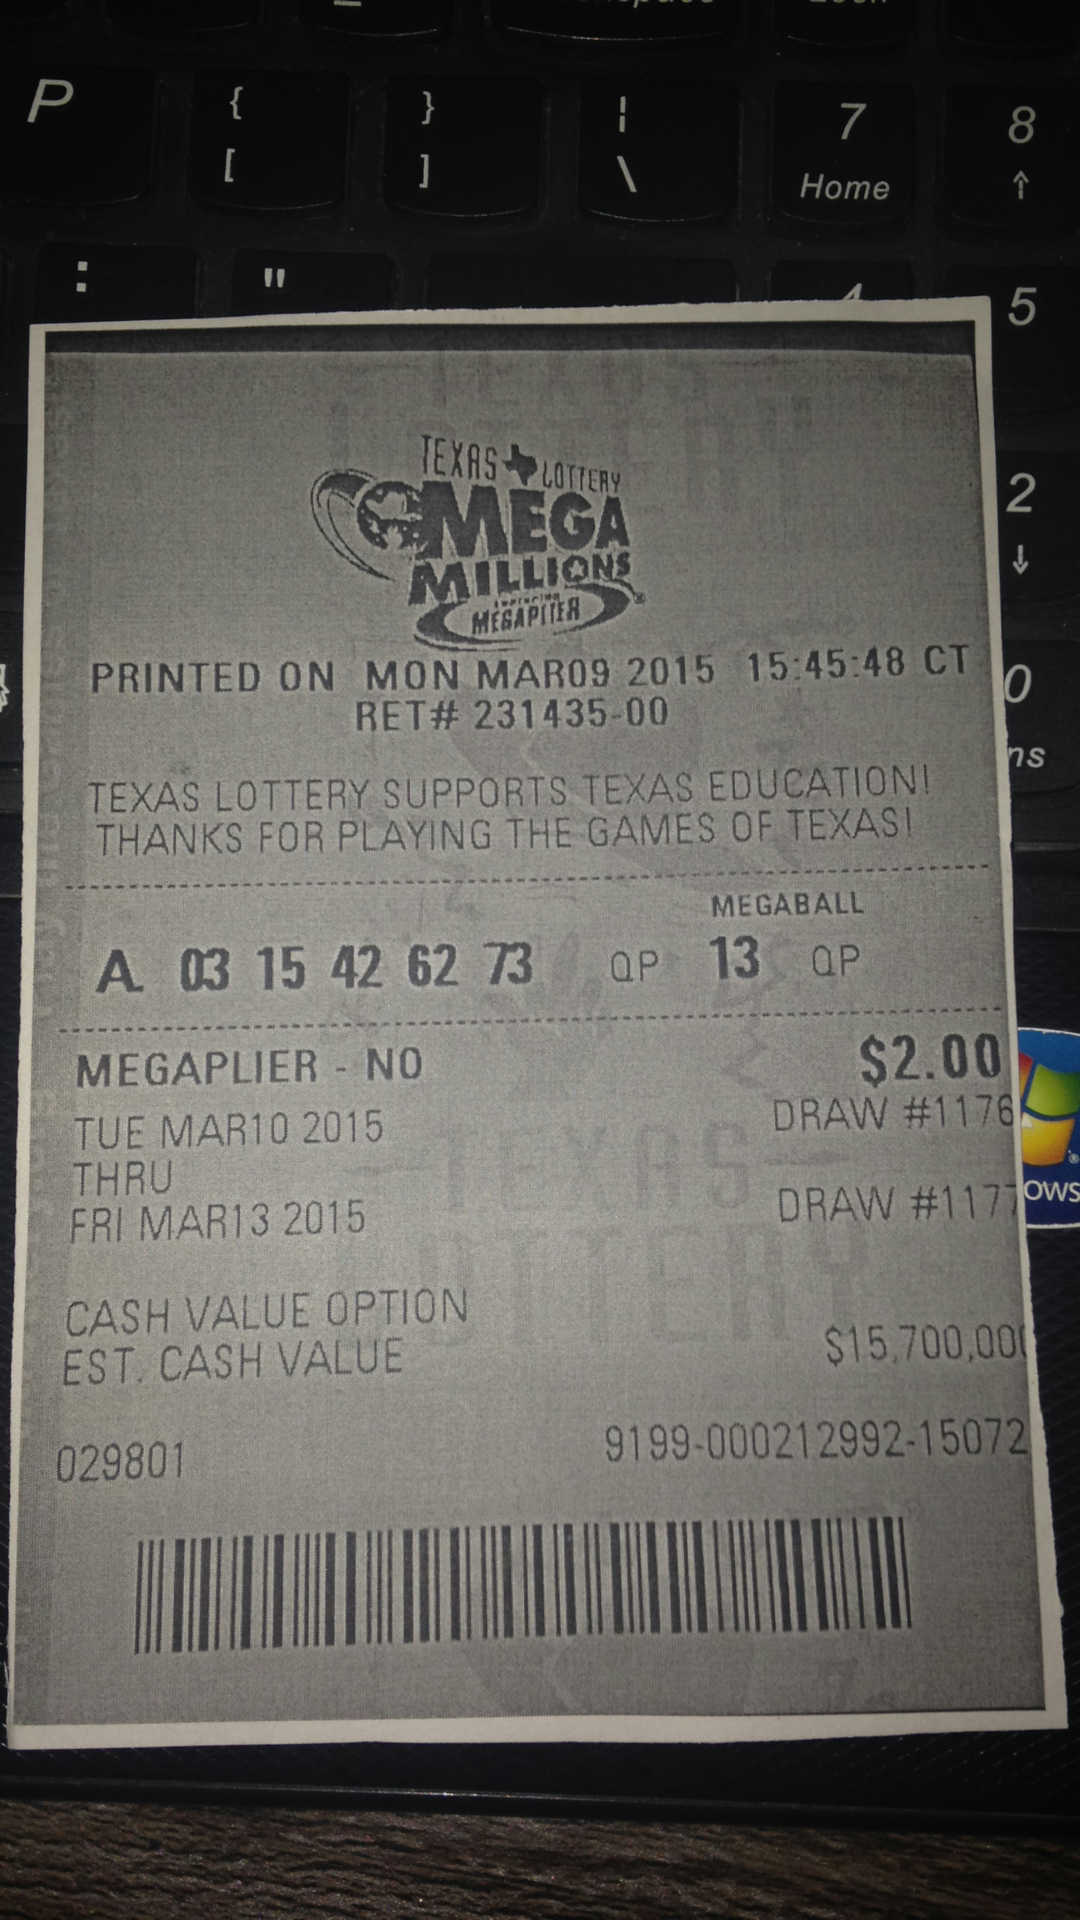 P { } ¦ 7 8
[ ] \ Home ↑
: " 5
2
↓
0
ns
TEXAS LOTTERY
MEGA
MILLIONS
MEGAPLIER
PRINTED ON MON MAR09 2015 15:45:48 CT
RET# 231435-00
TEXAS LOTTERY SUPPORTS TEXAS EDUCATION!
THANKS FOR PLAYING THE GAMES OF TEXAS!
MEGABALL
A. 03 15 42 62 73 QP 13 QP
MEGAPLIER - NO $2.00
TUE MAR10 2015 DRAW #1176
THRU
FRI MAR13 2015 DRAW #1177
OWS
CASH VALUE OPTION
EST. CASH VALUE $15,700,000
029801 9199-000212992-15072
TEXAS
LOTTERY